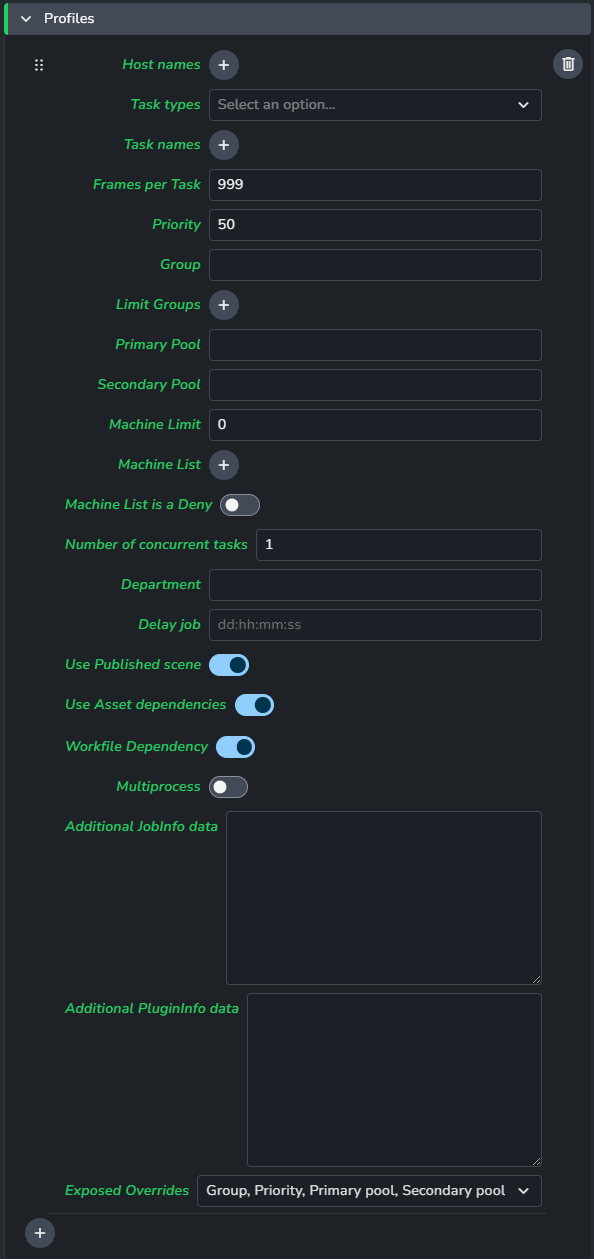 Profiles
Host names
Task types Select an option...
Task names
Frames per Task 999
Priority 50
Group
Limit Groups
Primary Pool
Secondary Pool
Machine Limit 0
Machine List
Machine List is a Deny
Number of concurrent tasks 1
Department
Delay job dd:hh:mm:ss
Use Published scene
Use Asset dependencies
Workfile Dependency
Multiprocess
Additional JobInfo data
Additional PluginInfo data
Exposed Overrides Group, Priority, Primary pool, Secondary pool